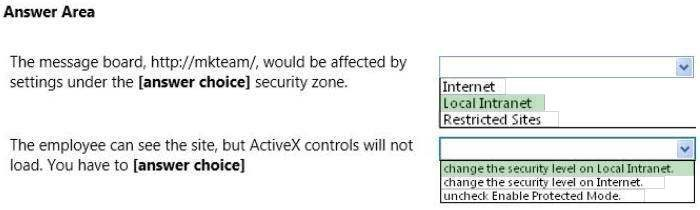 Answer Area
The message board, http://mkteam/, would be affected by
settings under the [answer choice] security zone.
Internet
Local Intranet
Restricted Sites
The employee can see the site, but ActiveX controls will not
load. You have to [answer choice]
change the security level on Local Intranet.
change the security level on Internet.
uncheck Enable Protected Mode.